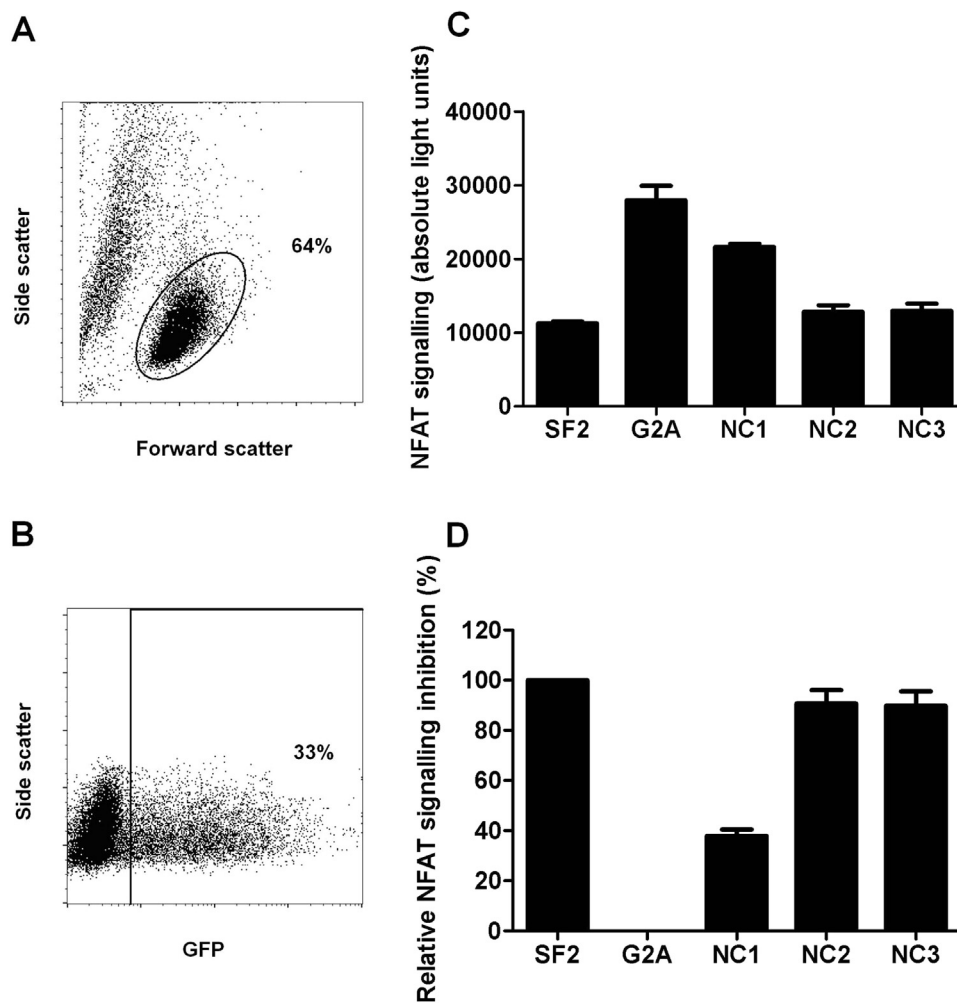 A
Side scatter
64%
Forward scatter
B
Side scatter
33%
GFP
C
NFAT signalling (absolute light units)
40000
30000
20000
10000
0
SF2 G2A NC1 NC2 NC3
D
Relative NFAT signalling inhibition (%)
120
100
80
60
40
20
0
SF2 G2A NC1 NC2 NC3